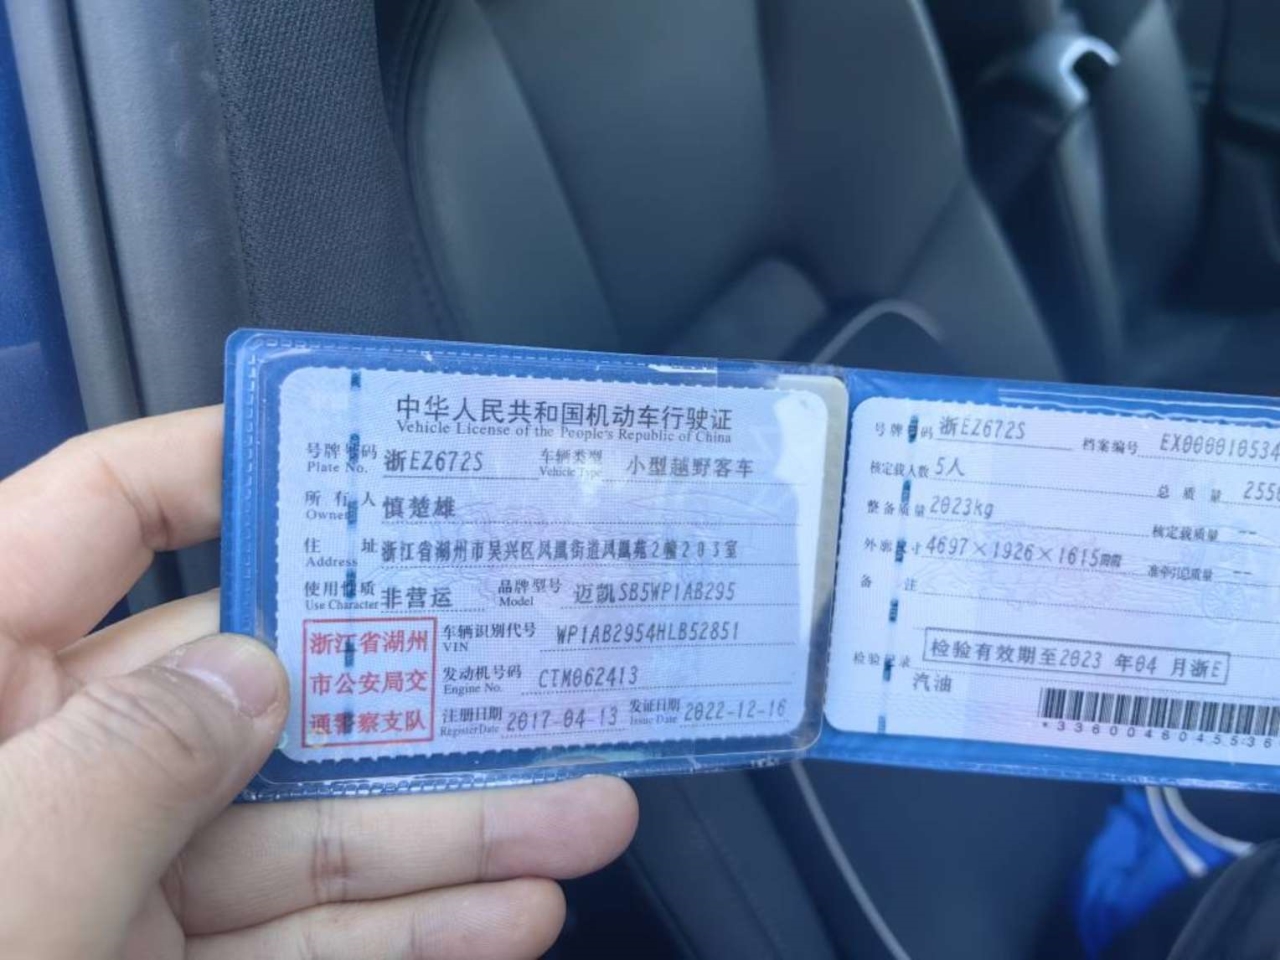 中华人民共和国机动车行驶证
Vehicle License of the People's Republic of China
号牌号码 浙EZ672S 车辆类型 小型越野客车
Plate No. Vehicle Type
所有人 慎楚雄
Owner
住址 浙江省湖州市吴兴区凤凰街道凤凰苑2幢203室
Address
使用性质 非营运 品牌型号 迈凯SB5WP1AB295
Use Character Model
浙江省湖州
市公安局交
通警察支队
车辆识别代号 WP1AB2954HLB52851
VIN
发动机号码 CTM062413
Engine No.
注册日期 2017-04-13 发证日期 2022-12-16
Register Date Issue Date
号牌号码 浙EZ672S 档案编号 EX000010534
核定载人数 5人 总质量 255
整备质量 2023kg 核定载质量 --
外廓尺寸 4697×1926×1615mm 准牵引总质量 --
备注
检验有效期至2023年04月浙E
检验记录 汽油
*3360046045536